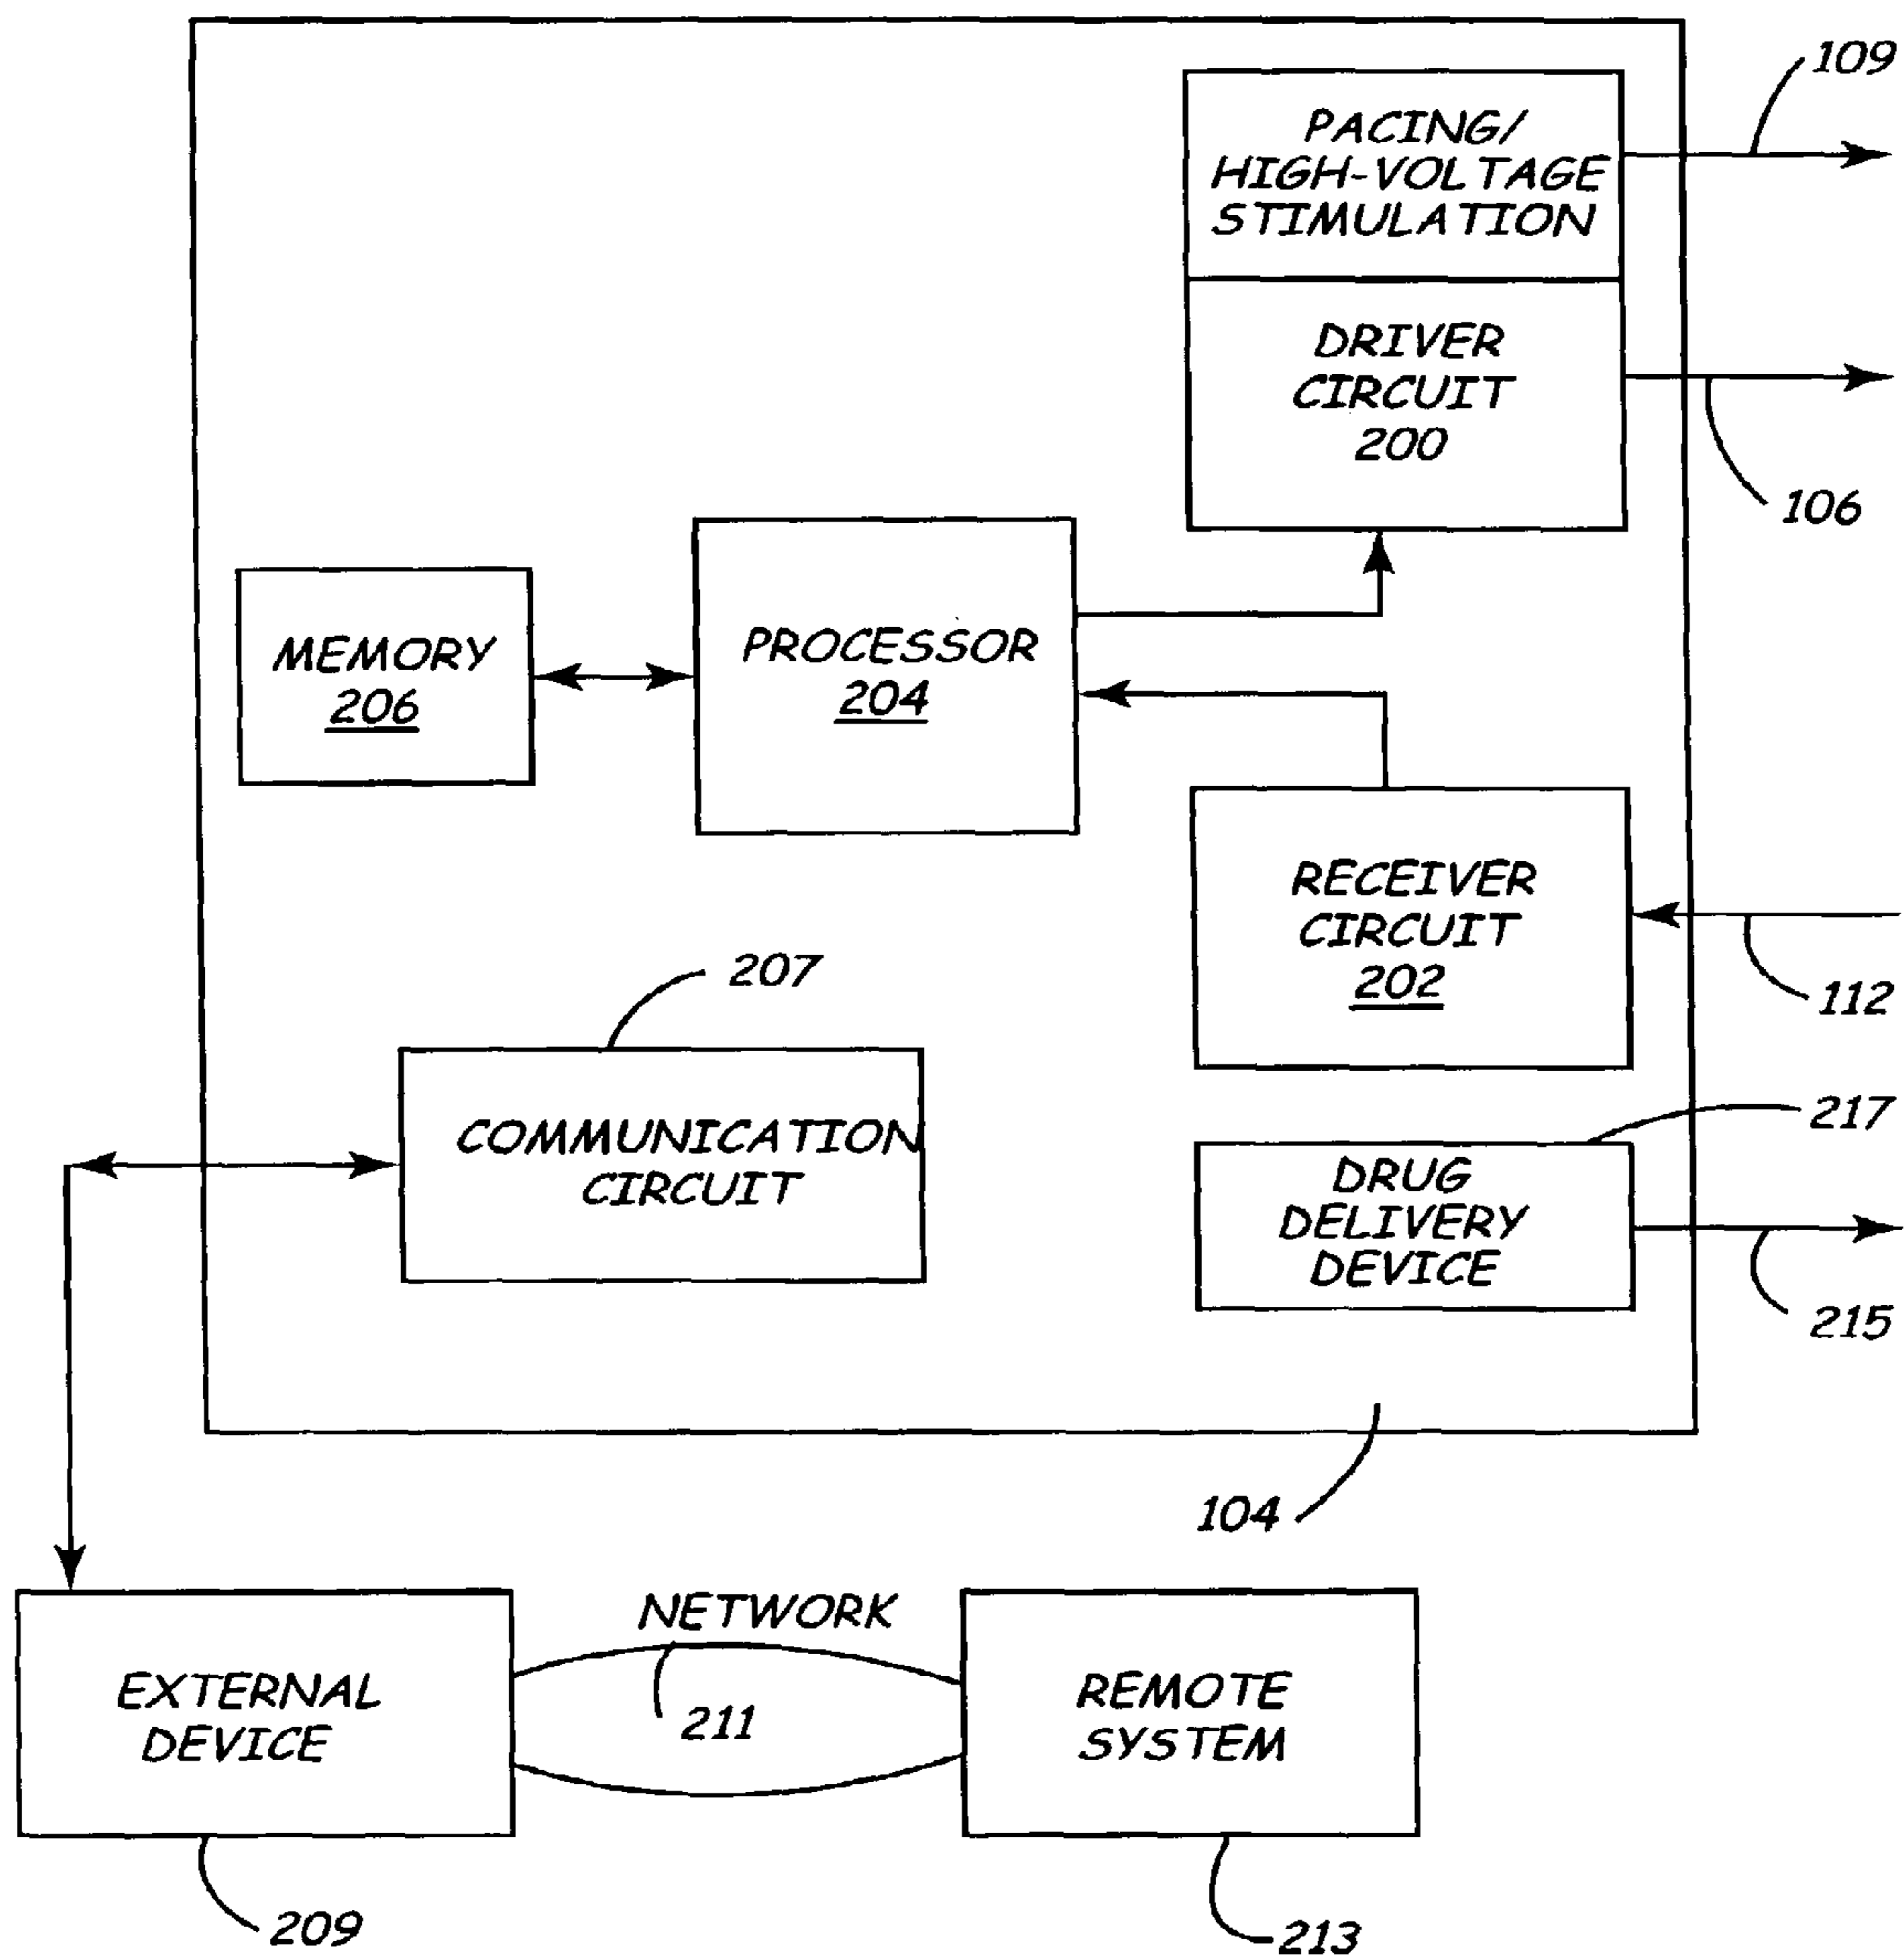 109
PACING/
HIGH-VOLTAGE
STIMULATION
DRIVER
CIRCUIT
200
106
MEMORY
206
PROCESSOR
204
RECEIVER
CIRCUIT
202
112
207
COMMUNICATION
CIRCUIT
217
DRUG
DELIVERY
DEVICE
215
104
NETWORK
211
EXTERNAL
DEVICE
REMOTE
SYSTEM
209
213